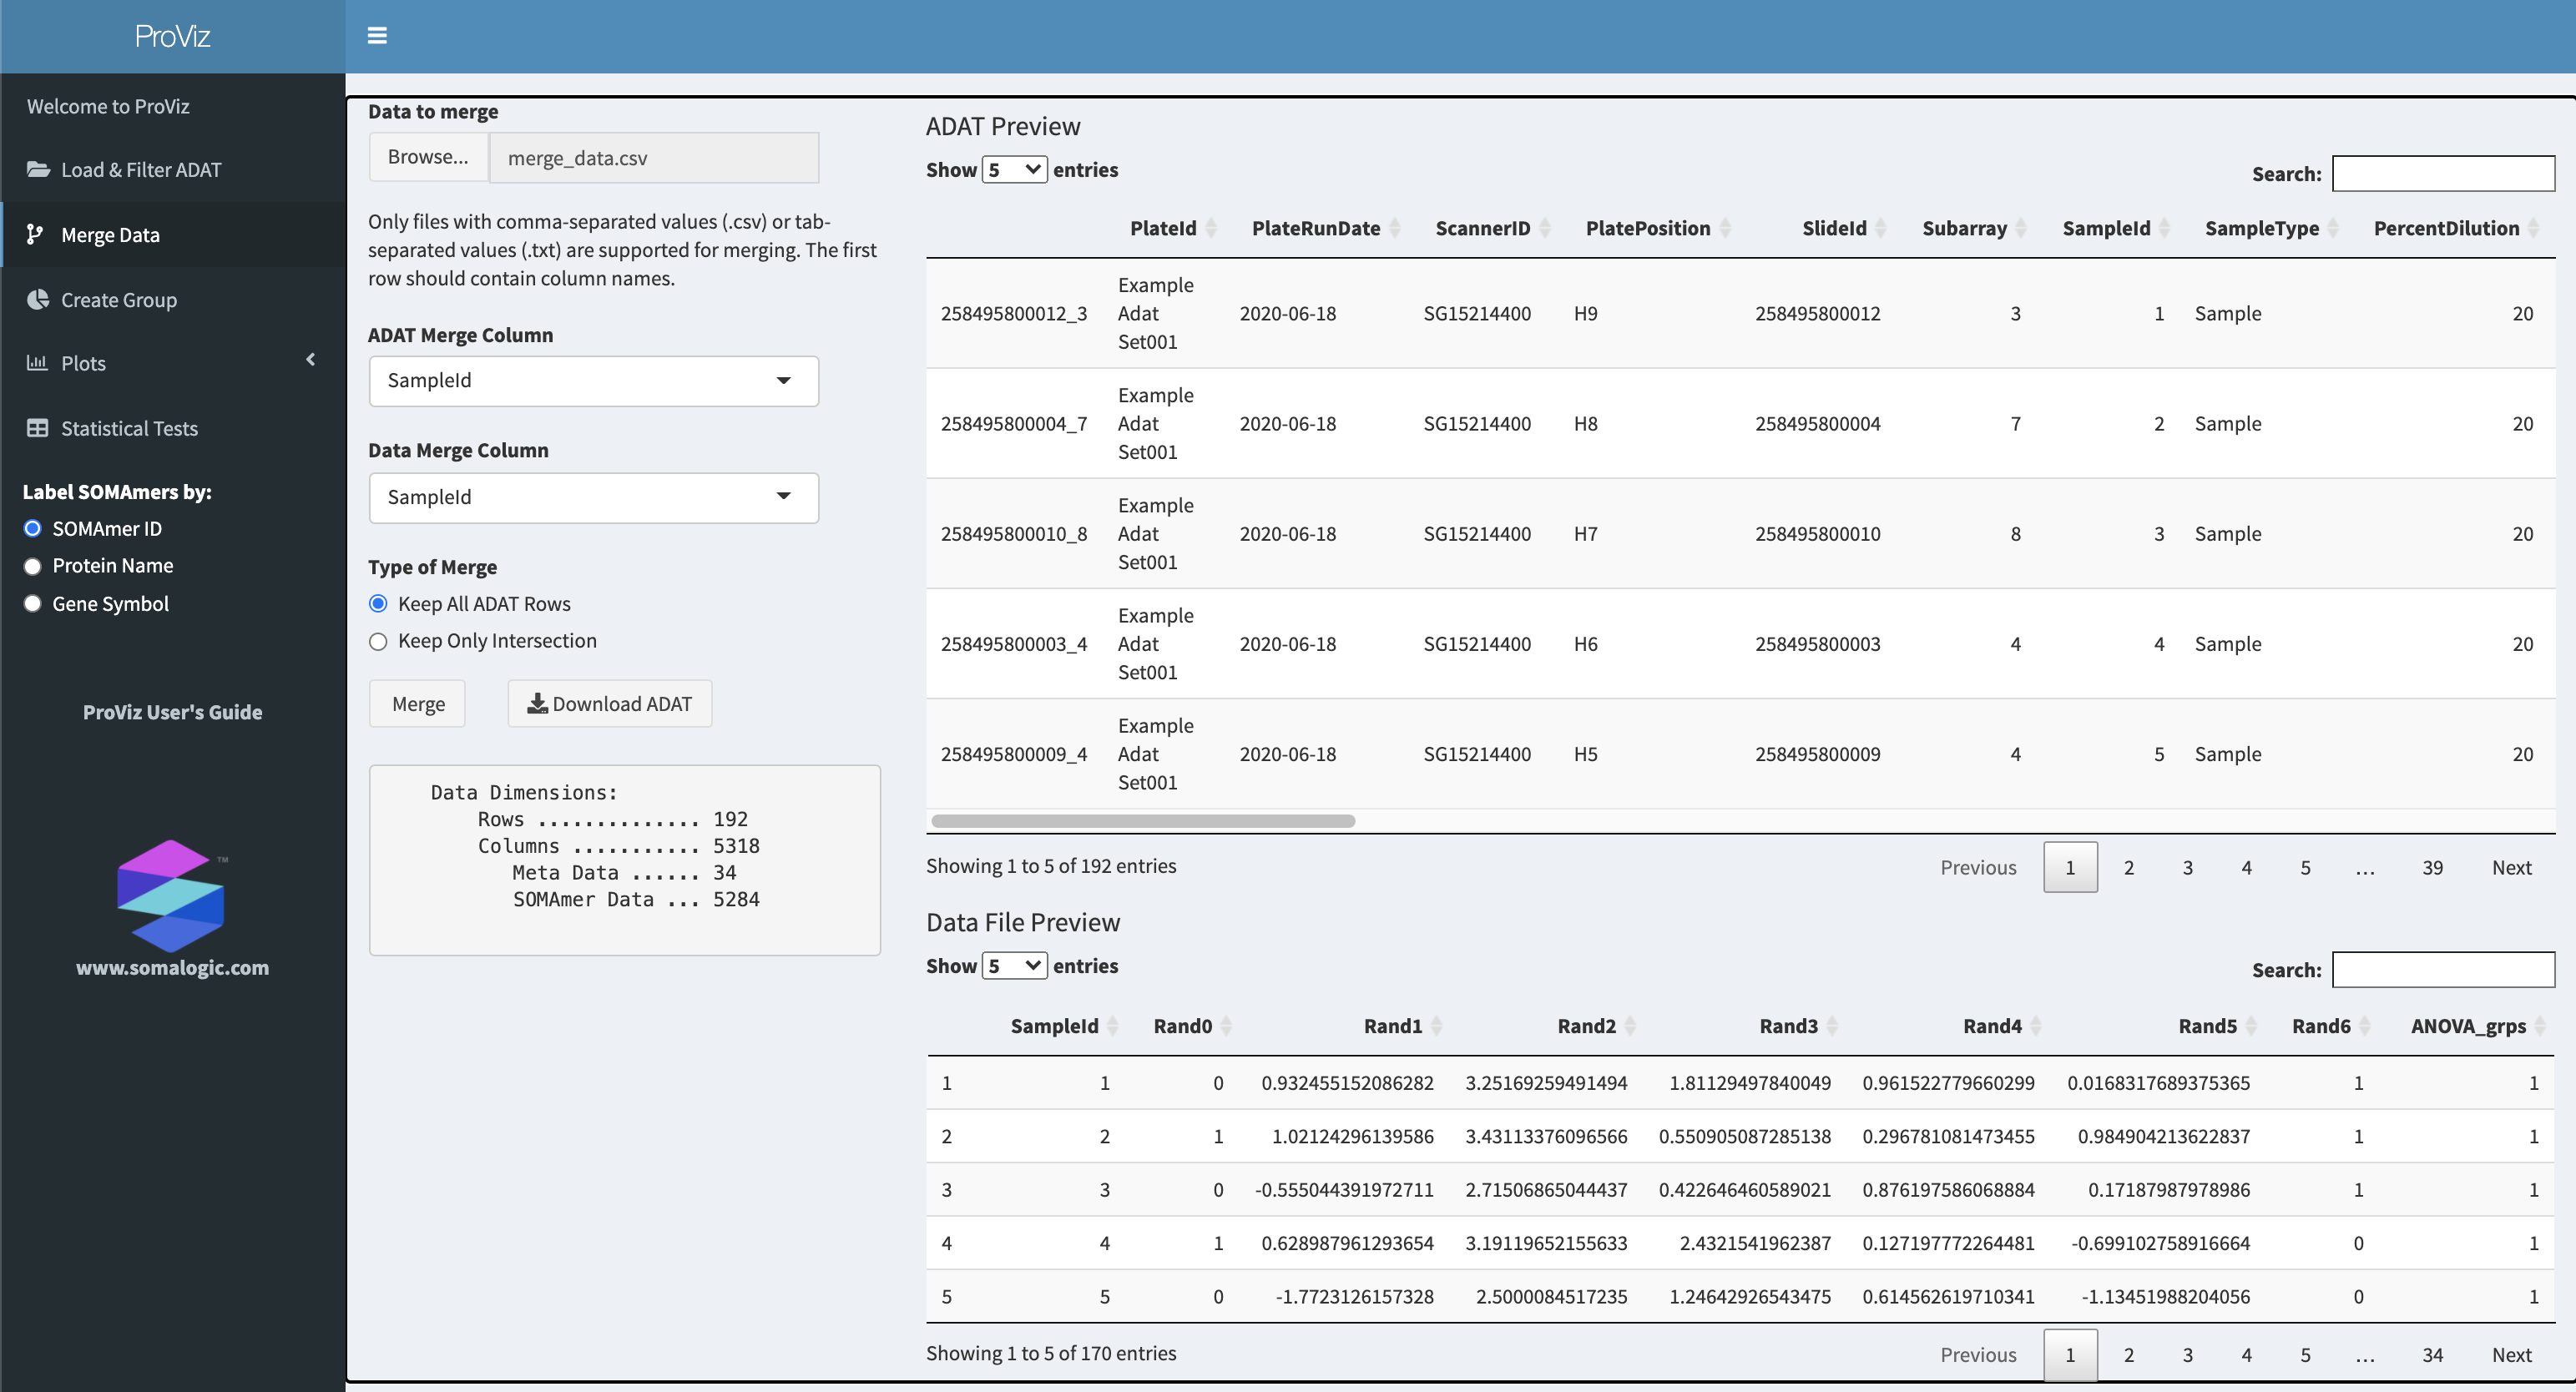 ProViz
Welcome to ProViz
Load & Filter ADAT
Merge Data
Create Group
Plots
Statistical Tests
Label SOMAmers by:
SOMAmer ID
Protein Name
Gene Symbol
ProViz User's Guide
TM
www.somalogic.com
Data to merge
Browse... merge_data.csv
Only files with comma-separated values (.csv) or tab-
separated values (.txt) are supported for merging. The first
row should contain column names.
ADAT Merge Column
SampleId
Data Merge Column
SampleId
Type of Merge
Keep All ADAT Rows
Keep Only Intersection
Merge Download ADAT
Data Dimensions:
Rows .............. 192
Columns ........... 5318
Meta Data ...... 34
SOMAmer Data ... 5284
ADAT Preview
Show 5 entries
Search:
PlateId PlateRunDate ScannerID PlatePosition SlideId Subarray SampleId SampleType PercentDilution
258495800012_3 Example Adat Set001 2020-06-18 SG15214400 H9 258495800012 3 1 Sample 20
258495800004_7 Example Adat Set001 2020-06-18 SG15214400 H8 258495800004 7 2 Sample 20
258495800010_8 Example Adat Set001 2020-06-18 SG15214400 H7 258495800010 8 3 Sample 20
258495800003_4 Example Adat Set001 2020-06-18 SG15214400 H6 258495800003 4 4 Sample 20
258495800009_4 Example Adat Set001 2020-06-18 SG15214400 H5 258495800009 4 5 Sample 20
Showing 1 to 5 of 192 entries
Previous 1 2 3 4 5 ... 39 Next
Data File Preview
Show 5 entries
Search:
SampleId Rand0 Rand1 Rand2 Rand3 Rand4 Rand5 Rand6 ANOVA_grps
1 1 0 0.932455152086282 3.25169259491494 1.81129497840049 0.961522779660299 0.0168317689375365 1 1
2 2 1 1.02124296139586 3.43113376096566 0.550905087285138 0.296781081473455 0.984904213622837 1 1
3 3 0 -0.555044391972711 2.71506865044437 0.422646460589021 0.876197586068884 0.17187987978986 1 1
4 4 1 0.628987961293654 3.19119652155633 2.4321541962387 0.127197772264481 -0.699102758916664 0 1
5 5 0 -1.7723126157328 2.5000084517235 1.24642926543475 0.614562619710341 -1.13451988204056 0 1
Showing 1 to 5 of 170 entries
Previous 1 2 3 4 5 ... 34 Next